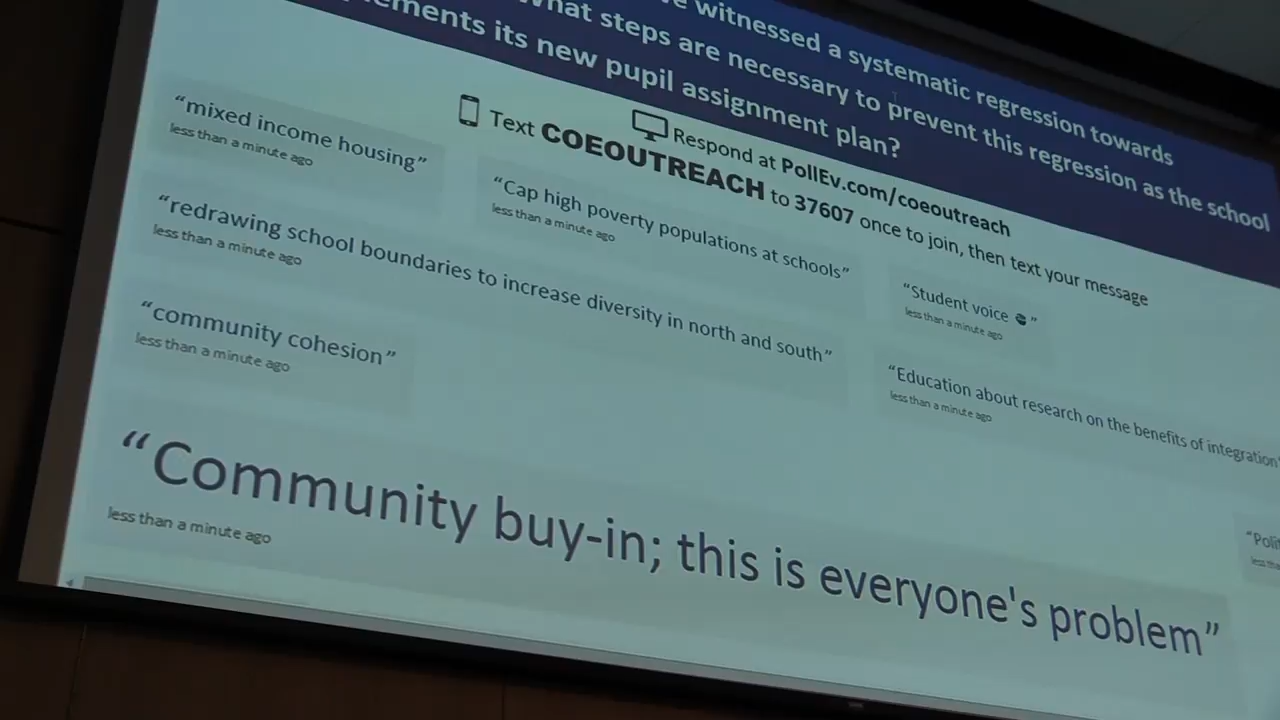 witnessed a systematic regression towards
what steps are necessary to prevent this regression as the school
its new pupil assignment plan?
Respond at PollEv.com/coeoutreach
Text COEOUTREACH to 37607 once to join, then text your message
“mixed income housing”
less than a minute ago
“Cap high poverty populations at schools”
less than a minute ago
“Student voice ”
less than a minute ago
“redrawing school boundaries to increase diversity in north and south”
less than a minute ago
“Education about research on the benefits of integration”
less than a minute ago
“community cohesion”
less than a minute ago
“Community buy-in; this is everyone's problem”
less than a minute ago